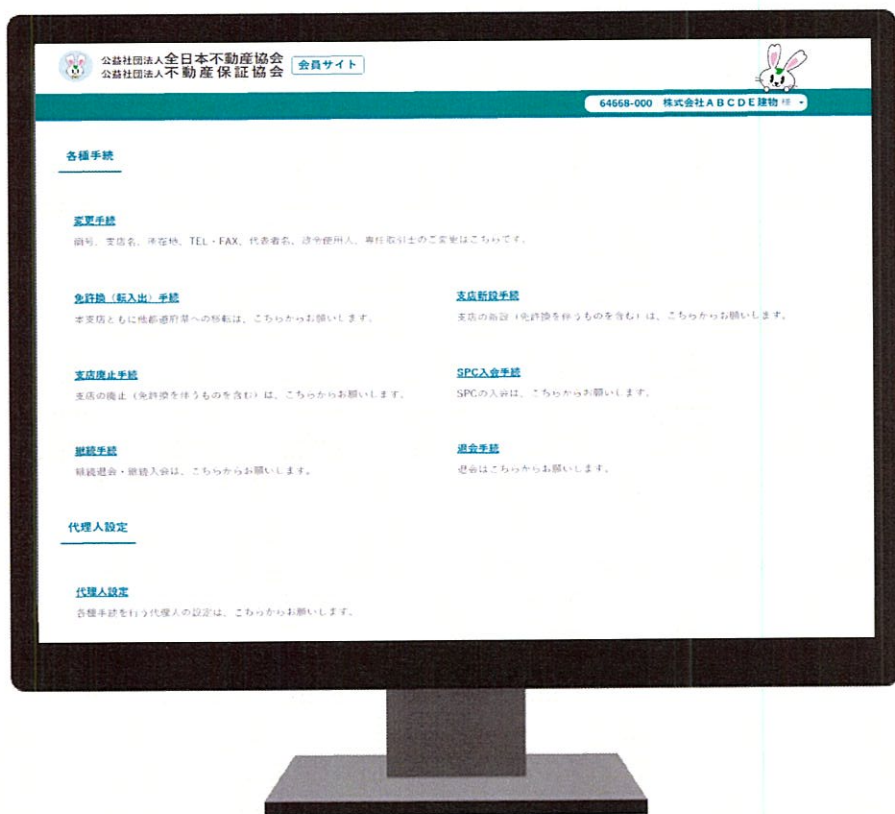 公益社団法人全日本不動産協会
公益社団法人不動産保証協会
会員サイト
64668-000 株式会社ABCDE建物 様
各種手続
変更手続
商号、支店名、所在地、TEL・FAX、代表者名、政令使用人、専任取引士のご変更はこちらです。
免許換（転入出）手続
本支店ともに他都道府県への移転は、こちらからお願いします。
支店新設手続
支店の新設（免許換を伴うものを含む）は、こちらからお願いします。
支店廃止手続
支店の廃止（免許換を伴うものを含む）は、こちらからお願いします。
SPC入会手続
SPCの入会は、こちらからお願いします。
継続手続
継続退会・継続入会は、こちらからお願いします。
退会手続
退会はこちらからお願いします。
代理人設定
代理人設定
各種手続を行う代理人の設定は、こちらからお願いします。